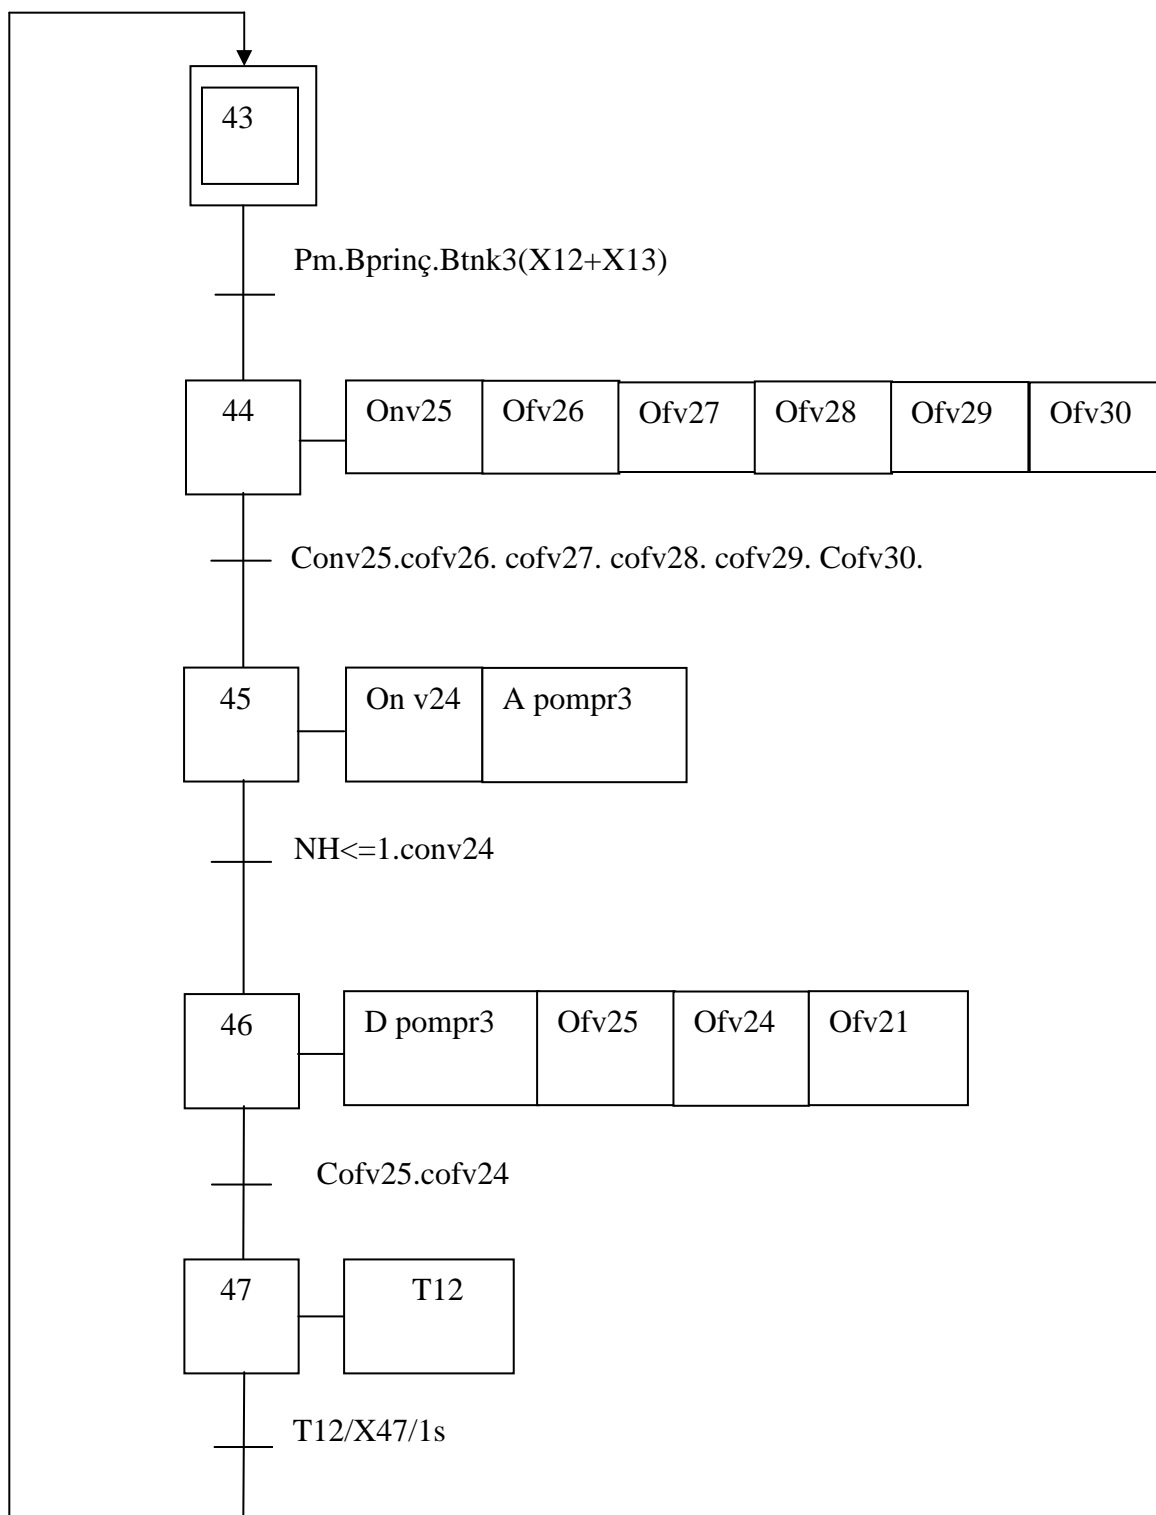 43
Pm.Bprinç.Btnk3(X12+X13)
44 Onv25 Ofv26 Ofv27 Ofv28 Ofv29 Ofv30
Conv25.cofv26. cofv27. cofv28. cofv29. Cofv30.
45 On v24 A pompr3
NH<=1.conv24
46 D pompr3 Ofv25 Ofv24 Ofv21
Cofv25.cofv24
47 T12
T12/X47/1s